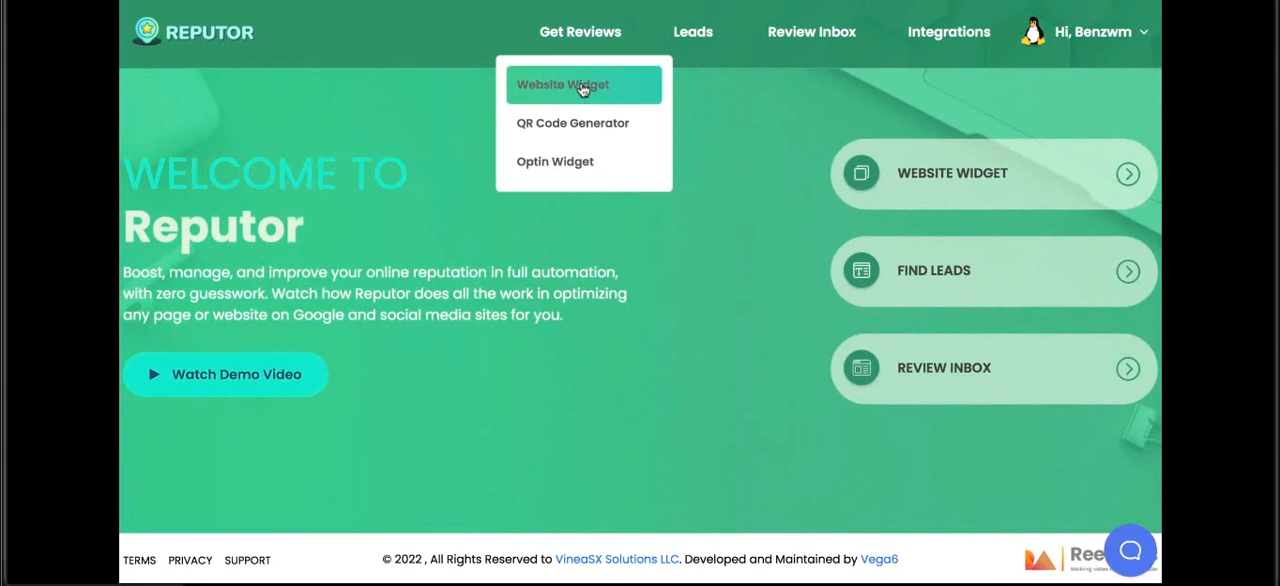 REPUTOR
Get Reviews
Leads
Review Inbox
Integrations
Hi, Benzwm
Website Widget
QR Code Generator
Optin Widget
WELCOME TO
Reputor
Boost, manage, and improve your online reputation in full automation,
with zero guesswork. Watch how Reputor does all the work in optimizing
any page or website on Google and social media sites for you.
Watch Demo Video
WEBSITE WIDGET
FIND LEADS
REVIEW INBOX
TERMS PRIVACY SUPPORT
© 2022 , All Rights Reserved to VineaSX Solutions LLC. Developed and Maintained by Vega6